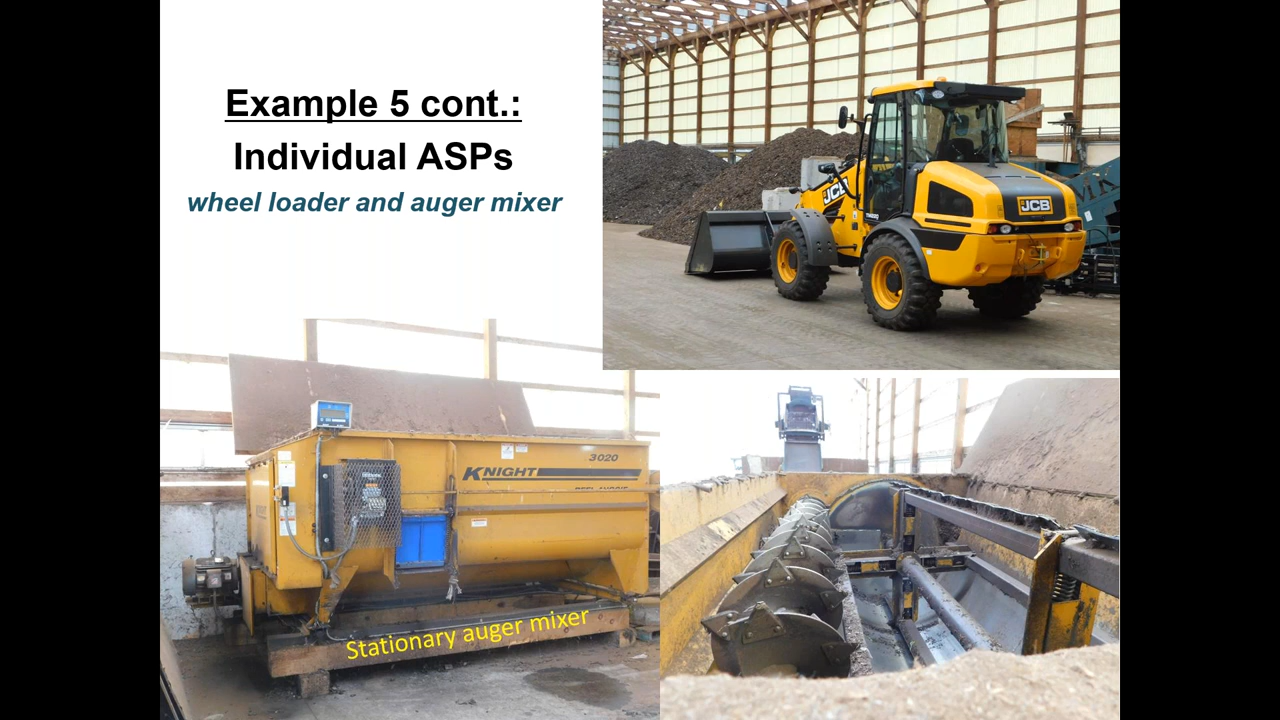 Example 5 cont.:
Individual ASPs
wheel loader and auger mixer
JCB
JCB
KNIGHT
3020
Stationary auger mixer